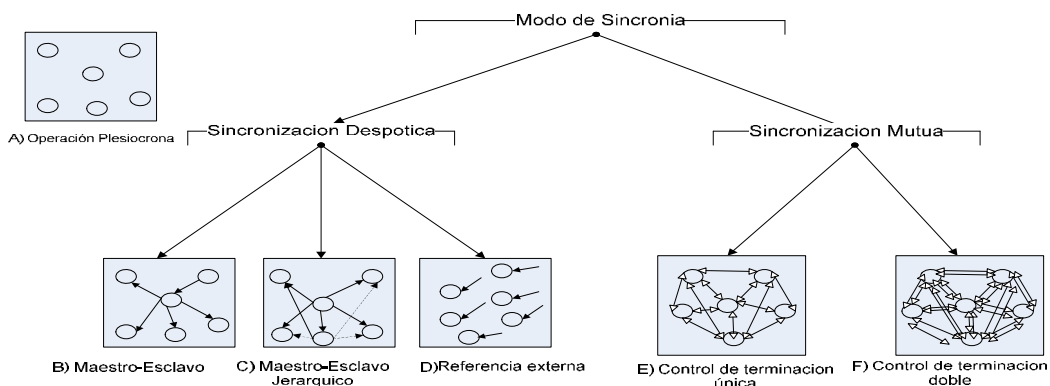 Modo de Sincronia
A) Operación Plesiocrona
Sincronizacion Despotica
Sincronizacion Mutua
B) Maestro-Esclavo
C) Maestro-Esclavo
Jerarquico
D)Referencia externa
E) Control de terminacion
única
F) Control de terminacion
doble